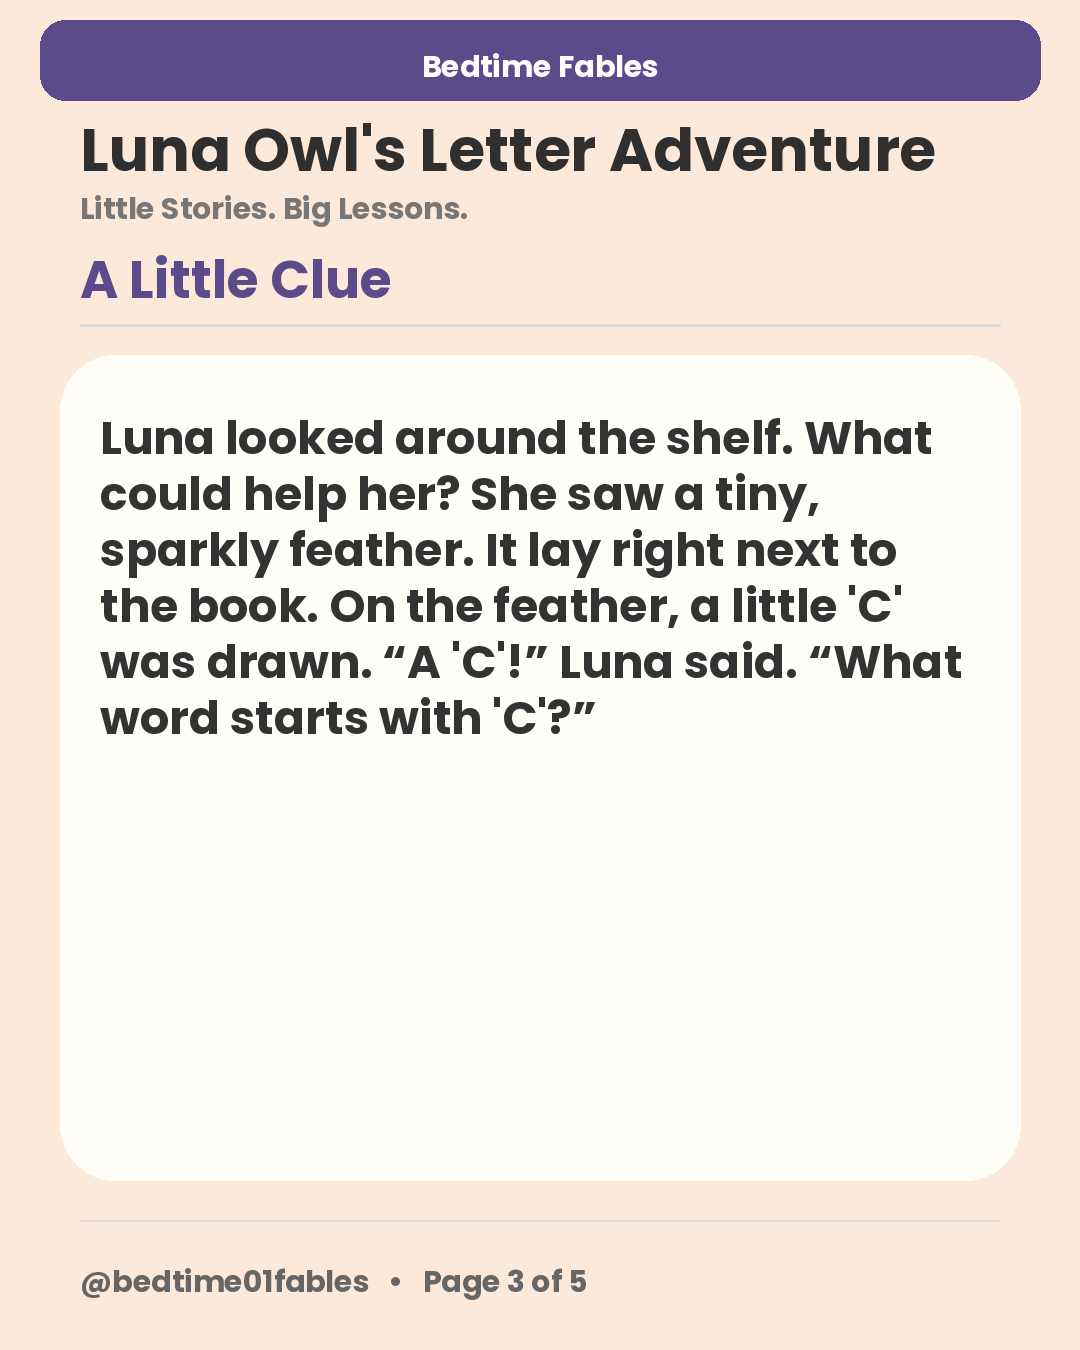 Bedtime Fables
Luna Owl's Letter Adventure
Little Stories. Big Lessons.
A Little Clue
Luna looked around the shelf. What
could help her? She saw a tiny,
sparkly feather. It lay right next to
the book. On the feather, a little 'C'
was drawn. “A 'C'!” Luna said. “What
word starts with 'C'?”
@bedtime01fables • Page 3 of 5